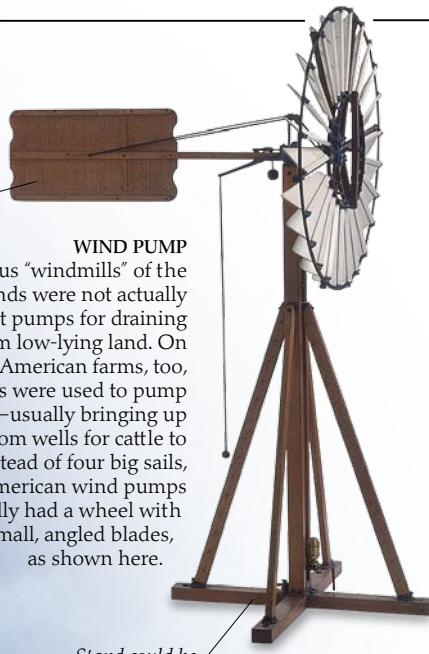 WIND PUMP
us “windmills” of the
nds were not actually
t pumps for draining
m low-lying land. On
American farms, too,
s were used to pump
—usually bringing up
om wells for cattle to
tead of four big sails,
merican wind pumps
lly had a wheel with
mall, angled blades,
as shown here.
Stand could be